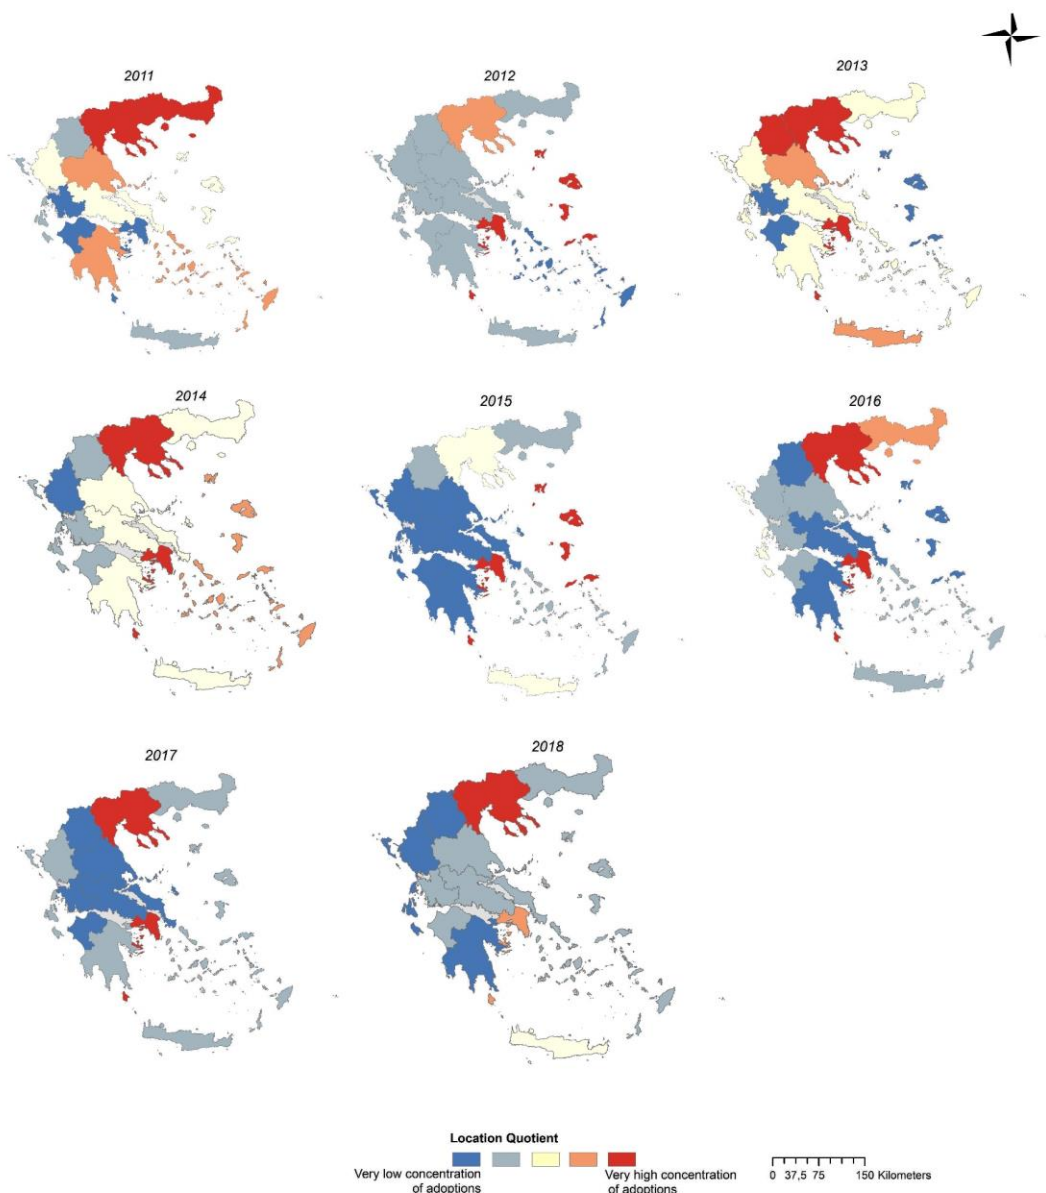 2011
2012
2013
2014
2015
2016
2017
2018
Location Quotient
Very low concentration
of adoptions
Very high concentration
of adoptions
0 37,5 75 150 Kilometers